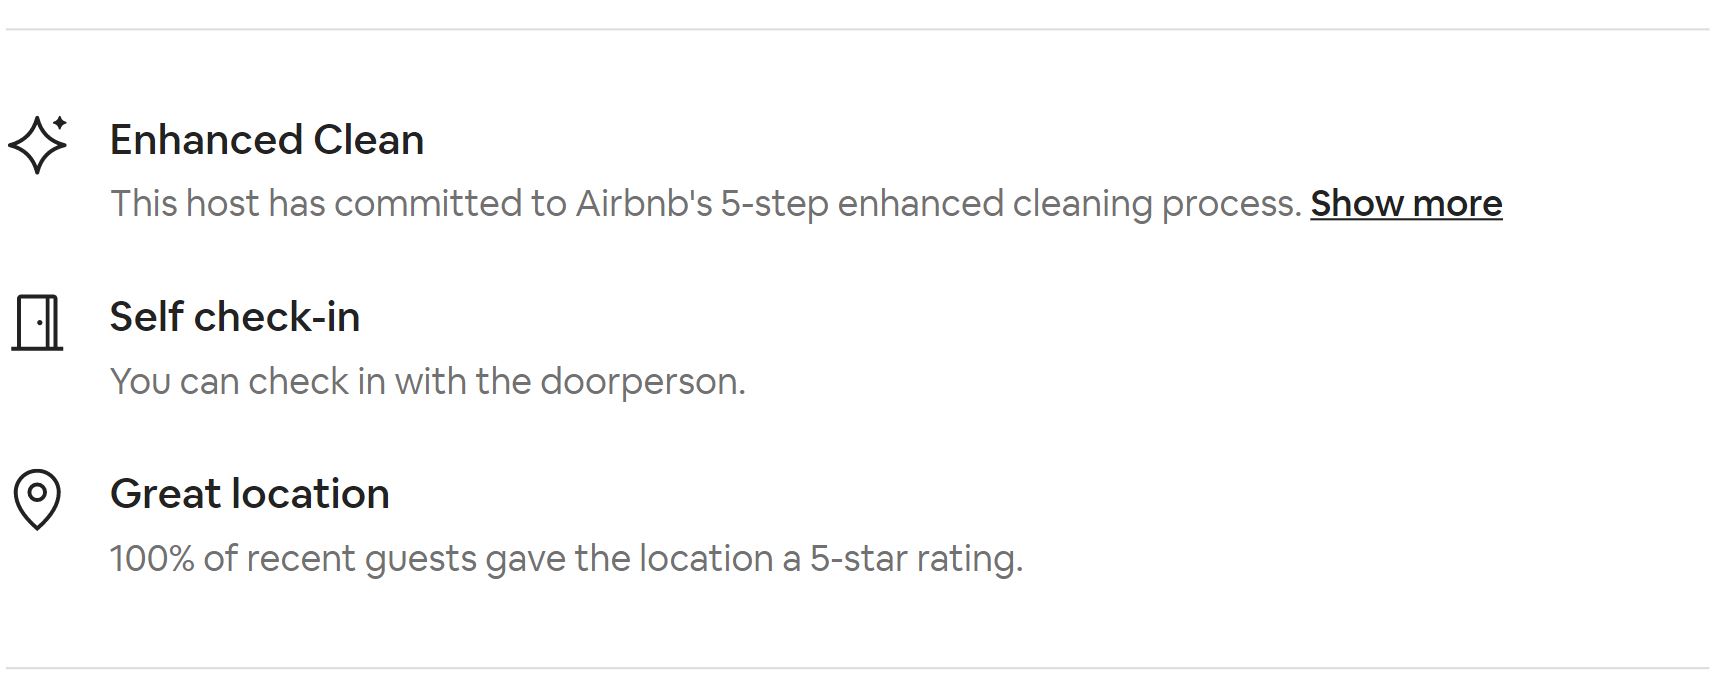 Enhanced Clean
This host has committed to Airbnb's 5-step enhanced cleaning process. Show more
Self check-in
You can check in with the doorperson.
Great location
100% of recent guests gave the location a 5-star rating.